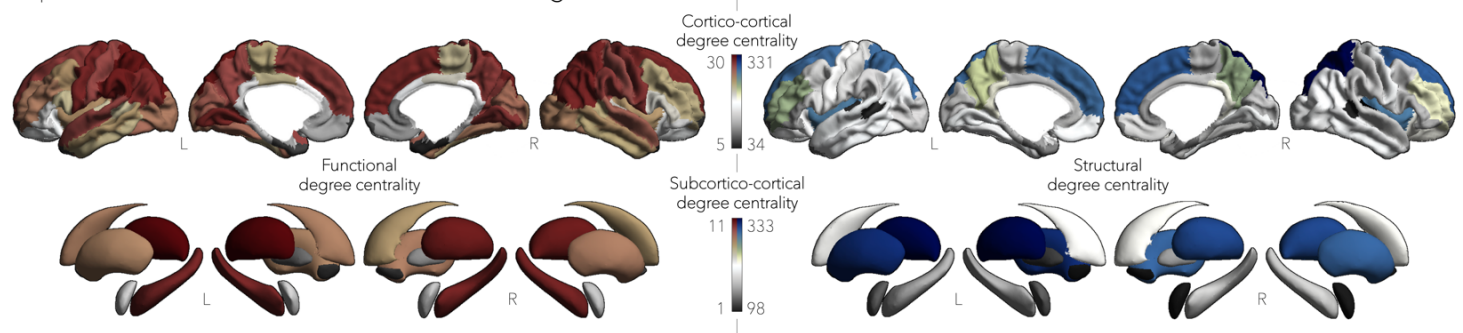 Cortico-cortical
degree centrality
30 331
5 34
L
R
L
R
Functional
degree centrality
Structural
degree centrality
Subcortico-cortical
degree centrality
11 333
1 98
L
R
L
R